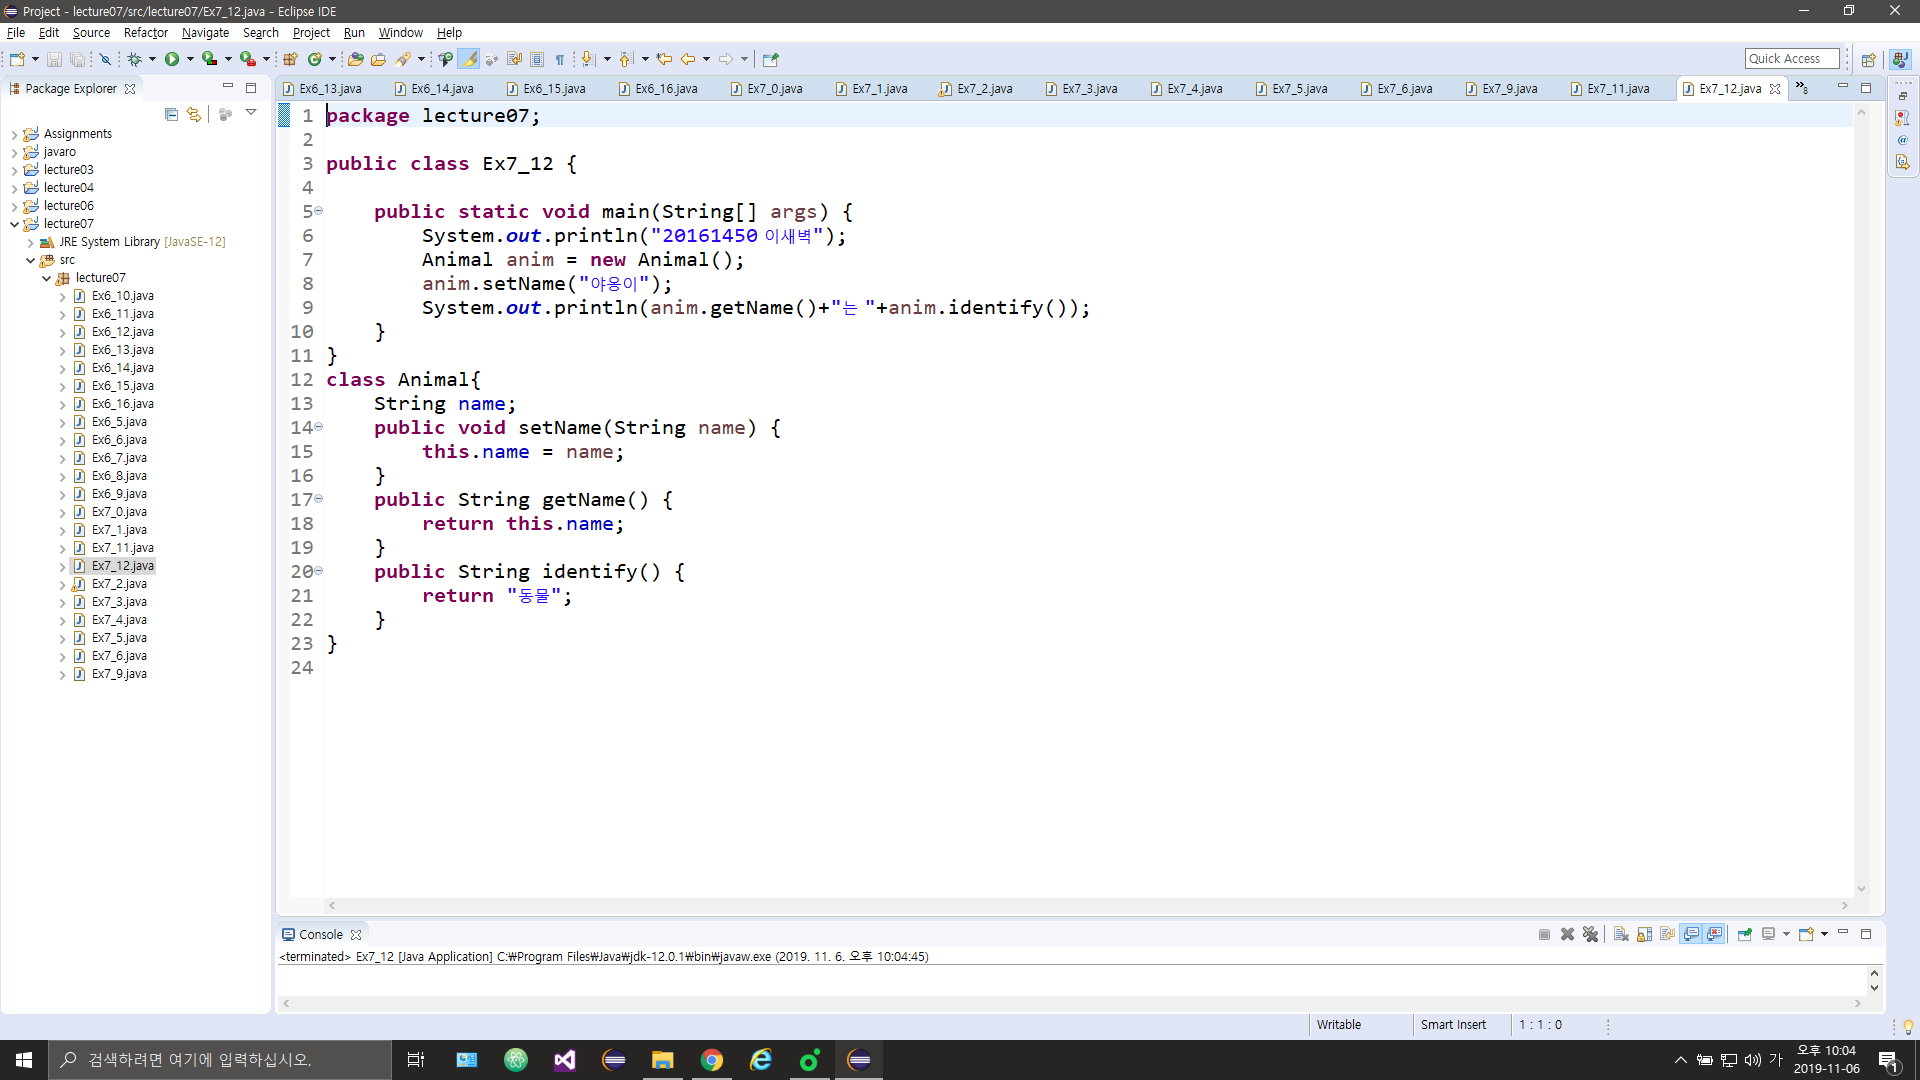 Project - lecture07/src/lecture07/Ex7_12.java - Eclipse IDE
File Edit Source Refactor Navigate Search Project Run Window Help
Quick Access
Package Explorer
Ex6_13.java Ex6_14.java Ex6_15.java Ex6_16.java Ex7_0.java Ex7_1.java Ex7_2.java Ex7_3.java Ex7_4.java Ex7_5.java Ex7_6.java Ex7_9.java Ex7_11.java Ex7_12.java »8
Assignments
javaro
lecture03
lecture04
lecture06
lecture07
JRE System Library [JavaSE-12]
src
lecture07
Ex6_10.java
Ex6_11.java
Ex6_12.java
Ex6_13.java
Ex6_14.java
Ex6_15.java
Ex6_16.java
Ex6_5.java
Ex6_6.java
Ex6_7.java
Ex6_8.java
Ex6_9.java
Ex7_0.java
Ex7_1.java
Ex7_11.java
Ex7_12.java
Ex7_2.java
Ex7_3.java
Ex7_4.java
Ex7_5.java
Ex7_6.java
Ex7_9.java
1 package lecture07;
2
3 public class Ex7_12 {
4
5     public static void main(String[] args) {
6         System.out.println("20161450 이새벽");
7         Animal anim = new Animal();
8         anim.setName("야옹이");
9         System.out.println(anim.getName()+"는 "+anim.identify());
10     }
11 }
12 class Animal{
13     String name;
14     public void setName(String name) {
15         this.name = name;
16     }
17     public String getName() {
18         return this.name;
19     }
20     public String identify() {
21         return "동물";
22     }
23 }
24
Console
<terminated> Ex7_12 [Java Application] C:₩Program Files₩Java₩jdk-12.0.1₩bin₩javaw.exe (2019. 11. 6. 오후 10:04:45)
Writable Smart Insert 1 : 1 : 0
검색하려면 여기에 입력하십시오.
가
오후 10:04
2019-11-06
1